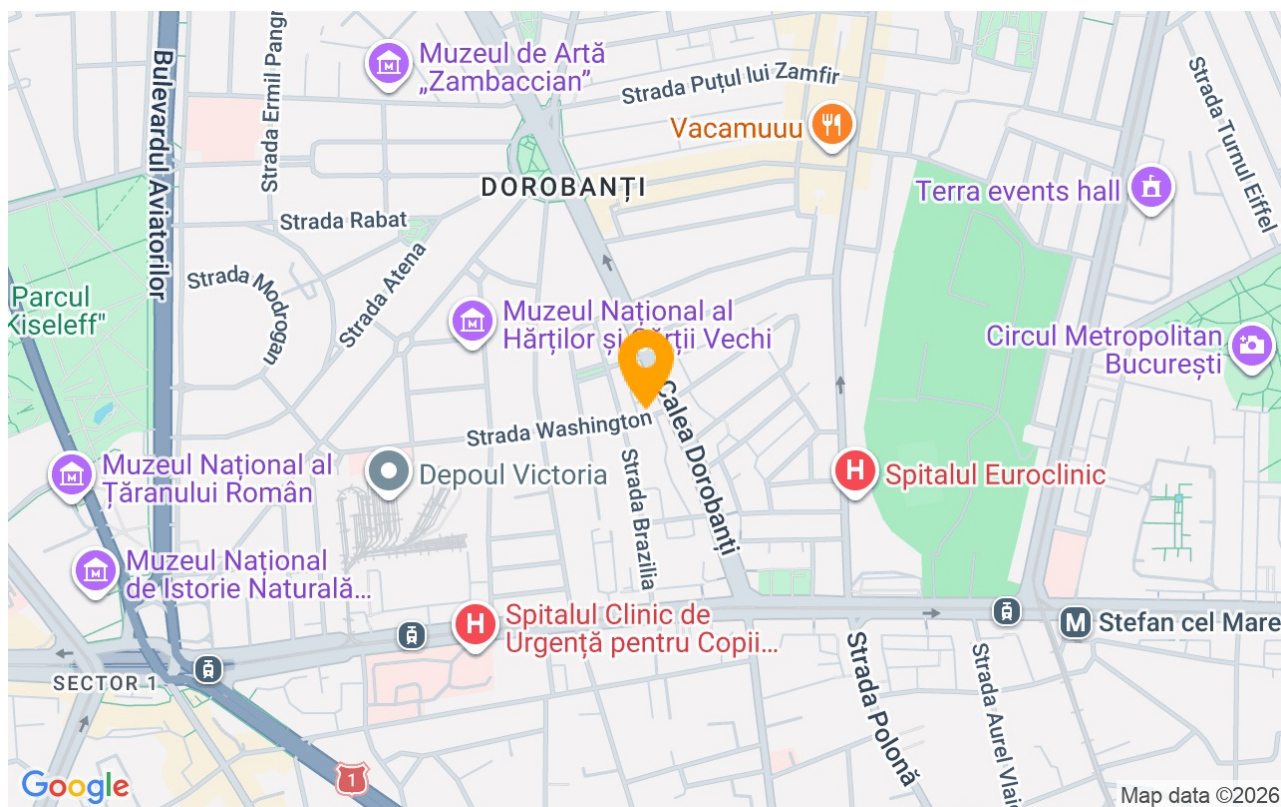 Muzeul de Artă
„Zambaccian”
Strada Ermil Pangr
Bulevardul Aviatorilor
Strada Puțul lui Zamfir
Vacamuuu
Strada Turnul Eiffel
DOROBANȚI
Terra events hall
Strada Rabat
Strada Atena
Strada Modrogan
Parcul
Kiseleff"
Muzeul Național al
Hărților și Cărții Vechi
Circul Metropolitan
București
Calea Dorobanți
Strada Washington
Strada Brazilia
Muzeul Național al
Țăranului Român
Depoul Victoria
H
Spitalul Euroclinic
Muzeul Național
de Istorie Naturală...
H
Spitalul Clinic de
Urgență pentru Copii...
M
Stefan cel Mare
SECTOR 1
Strada Polonă
Strada Aurel Vlaic
1
Google
Map data ©2026